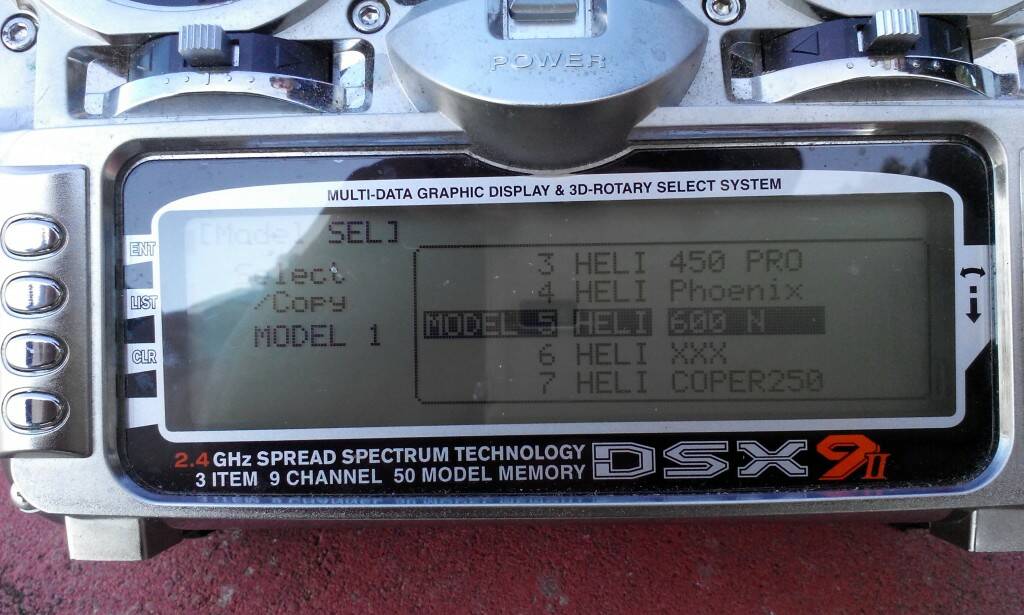 POWER
MULTI-DATA GRAPHIC DISPLAY & 3D-ROTARY SELECT SYSTEM
ENT
LIST
CLR
[Model SEL]
Select
/Copy
MODEL 1
3 HELI 450 PRO
4 HELI Phoenix
MODEL 5 HELI 600 N
6 HELI XXX
7 HELI COPER250
2.4 GHz SPREAD SPECTRUM TECHNOLOGY
3 ITEM 9 CHANNEL 50 MODEL MEMORY
DSX 9II